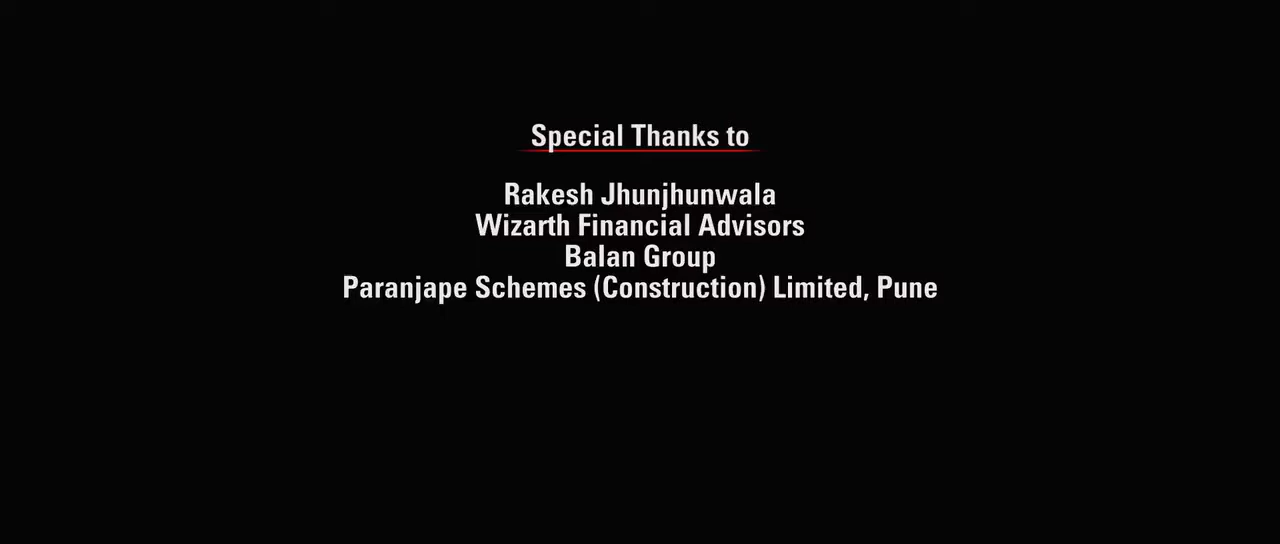 Special Thanks to
Rakesh Jhunjhunwala
Wizarth Financial Advisors
Balan Group
Paranjape Schemes (Construction) Limited, Pune